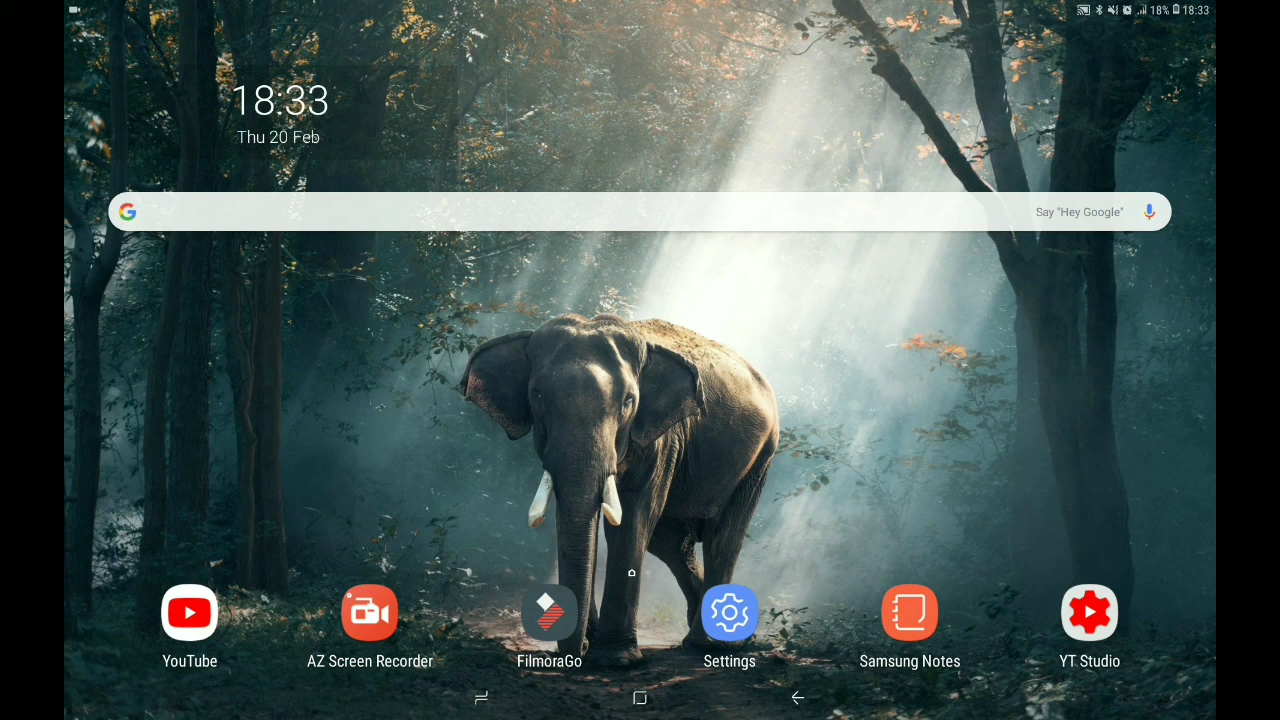 18% 18:33
18:33
Thu 20 Feb
Say "Hey Google"
YouTube AZ Screen Recorder FilmoraGo Settings Samsung Notes YT Studio